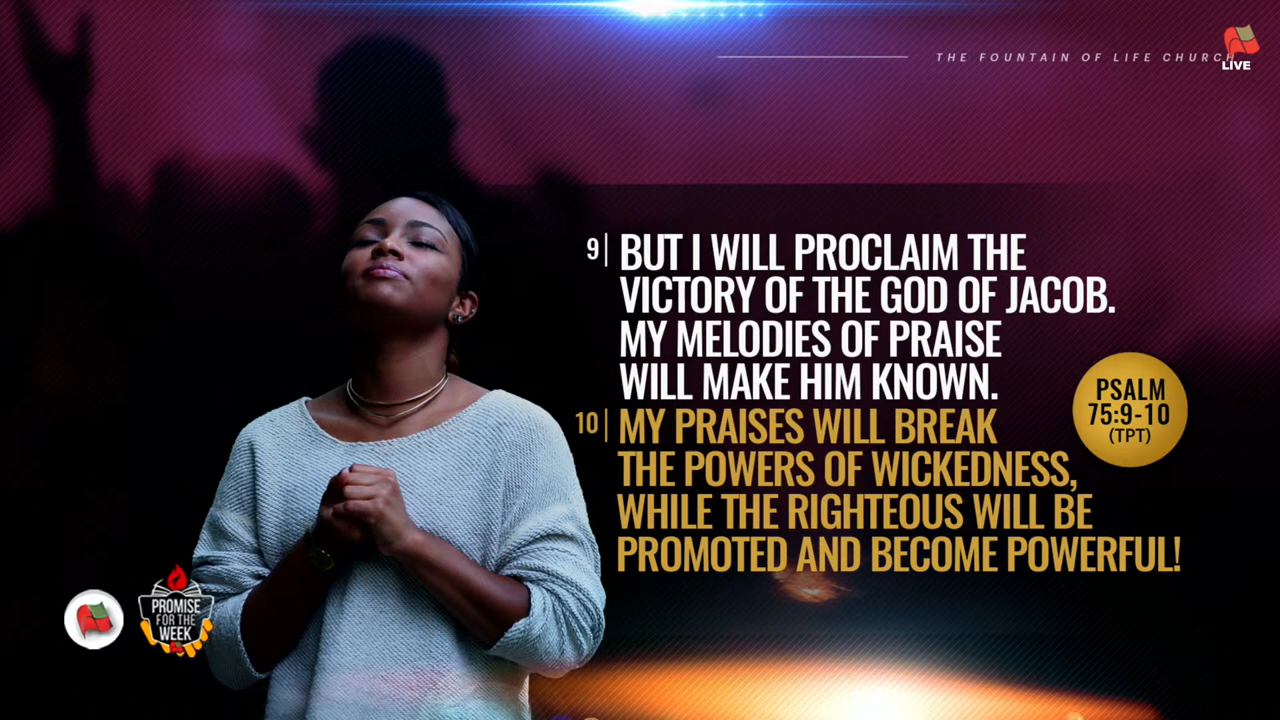 THE FOUNTAIN OF LIFE CHURCH
LIVE
9 BUT I WILL PROCLAIM THE
VICTORY OF THE GOD OF JACOB.
MY MELODIES OF PRAISE
WILL MAKE HIM KNOWN.
10 MY PRAISES WILL BREAK
THE POWERS OF WICKEDNESS,
WHILE THE RIGHTEOUS WILL BE
PROMOTED AND BECOME POWERFUL!
PSALM
75:9-10
(TPT)
PROMISE
FOR THE
WEEK